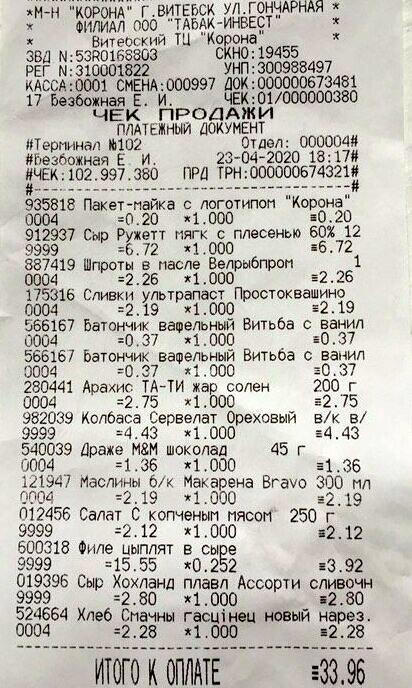 *М-Н "КОРОНА" Г.ВИТЕБСК УЛ.ГОНЧАРНАЯ *
* ФИЛИАЛ ООО "ТАБАК-ИНВЕСТ" *
* Витебский ТЦ "Корона" *
ЗВД N:53R0168803 СКНО:19455
РЕГ N:310001822 УНП:300988497
КАССА:0001 СМЕНА:000997 ДОК:000000673481
17 Безбожная Е. И. ЧЕК:01/000000380
ЧЕК ПРОДАЖИ
ПЛАТЕЖНЫЙ ДОКУМЕНТ
#Терминал №102 Отдел: 000004#
#Безбожная Е. И. 23-04-2020 18:17#
#ЧЕК:102.997.380 ПРД ТРН:000000674321#
#--------------------------------------#
935818 Пакет-майка с логотипом "Корона"
0004 =0.20 *1.000 ≡0.20
912937 Сыр Ружетт мягк с плесенью 60% 12
9999 =6.72 *1.000 ≡6.72
887419 Шпроты в масле Велрыбпром 1
0004 =2.26 *1.000 ≡2.26
175316 Сливки ультрапаст Простоквашино
0004 =2.19 *1.000 ≡2.19
566167 Батончик вафельный Витьба с ванил
0004 =0.37 *1.000 ≡0.37
566167 Батончик вафельный Витьба с ванил
0004 =0.37 *1.000 ≡0.37
280441 Арахис ТА-ТИ жар солен 200 г
0004 =2.75 *1.000 ≡2.75
982039 Колбаса Сервелат Ореховый в/к в/
9999 =4.43 *1.000 ≡4.43
540039 Драже M&M шоколад 45 г
0004 =1.36 *1.000 ≡1.36
121947 Маслины б/к Макарена Bravo 300 мл
0004 =2.19 *1.000 ≡2.19
012456 Салат С копченым мясом 250 г
9999 =2.12 *1.000 ≡2.12
600318 Филе цыплят в сыре
9999 =15.55 *0.252 ≡3.92
019396 Сыр Хохланд плавл Ассорти сливочн
9999 =2.80 *1.000 ≡2.80
524664 Хлеб Смачны гасцiнец новый нарез.
0004 =2.28 *1.000 ≡2.28
ИТОГО К ОПЛАТЕ ≡33.96